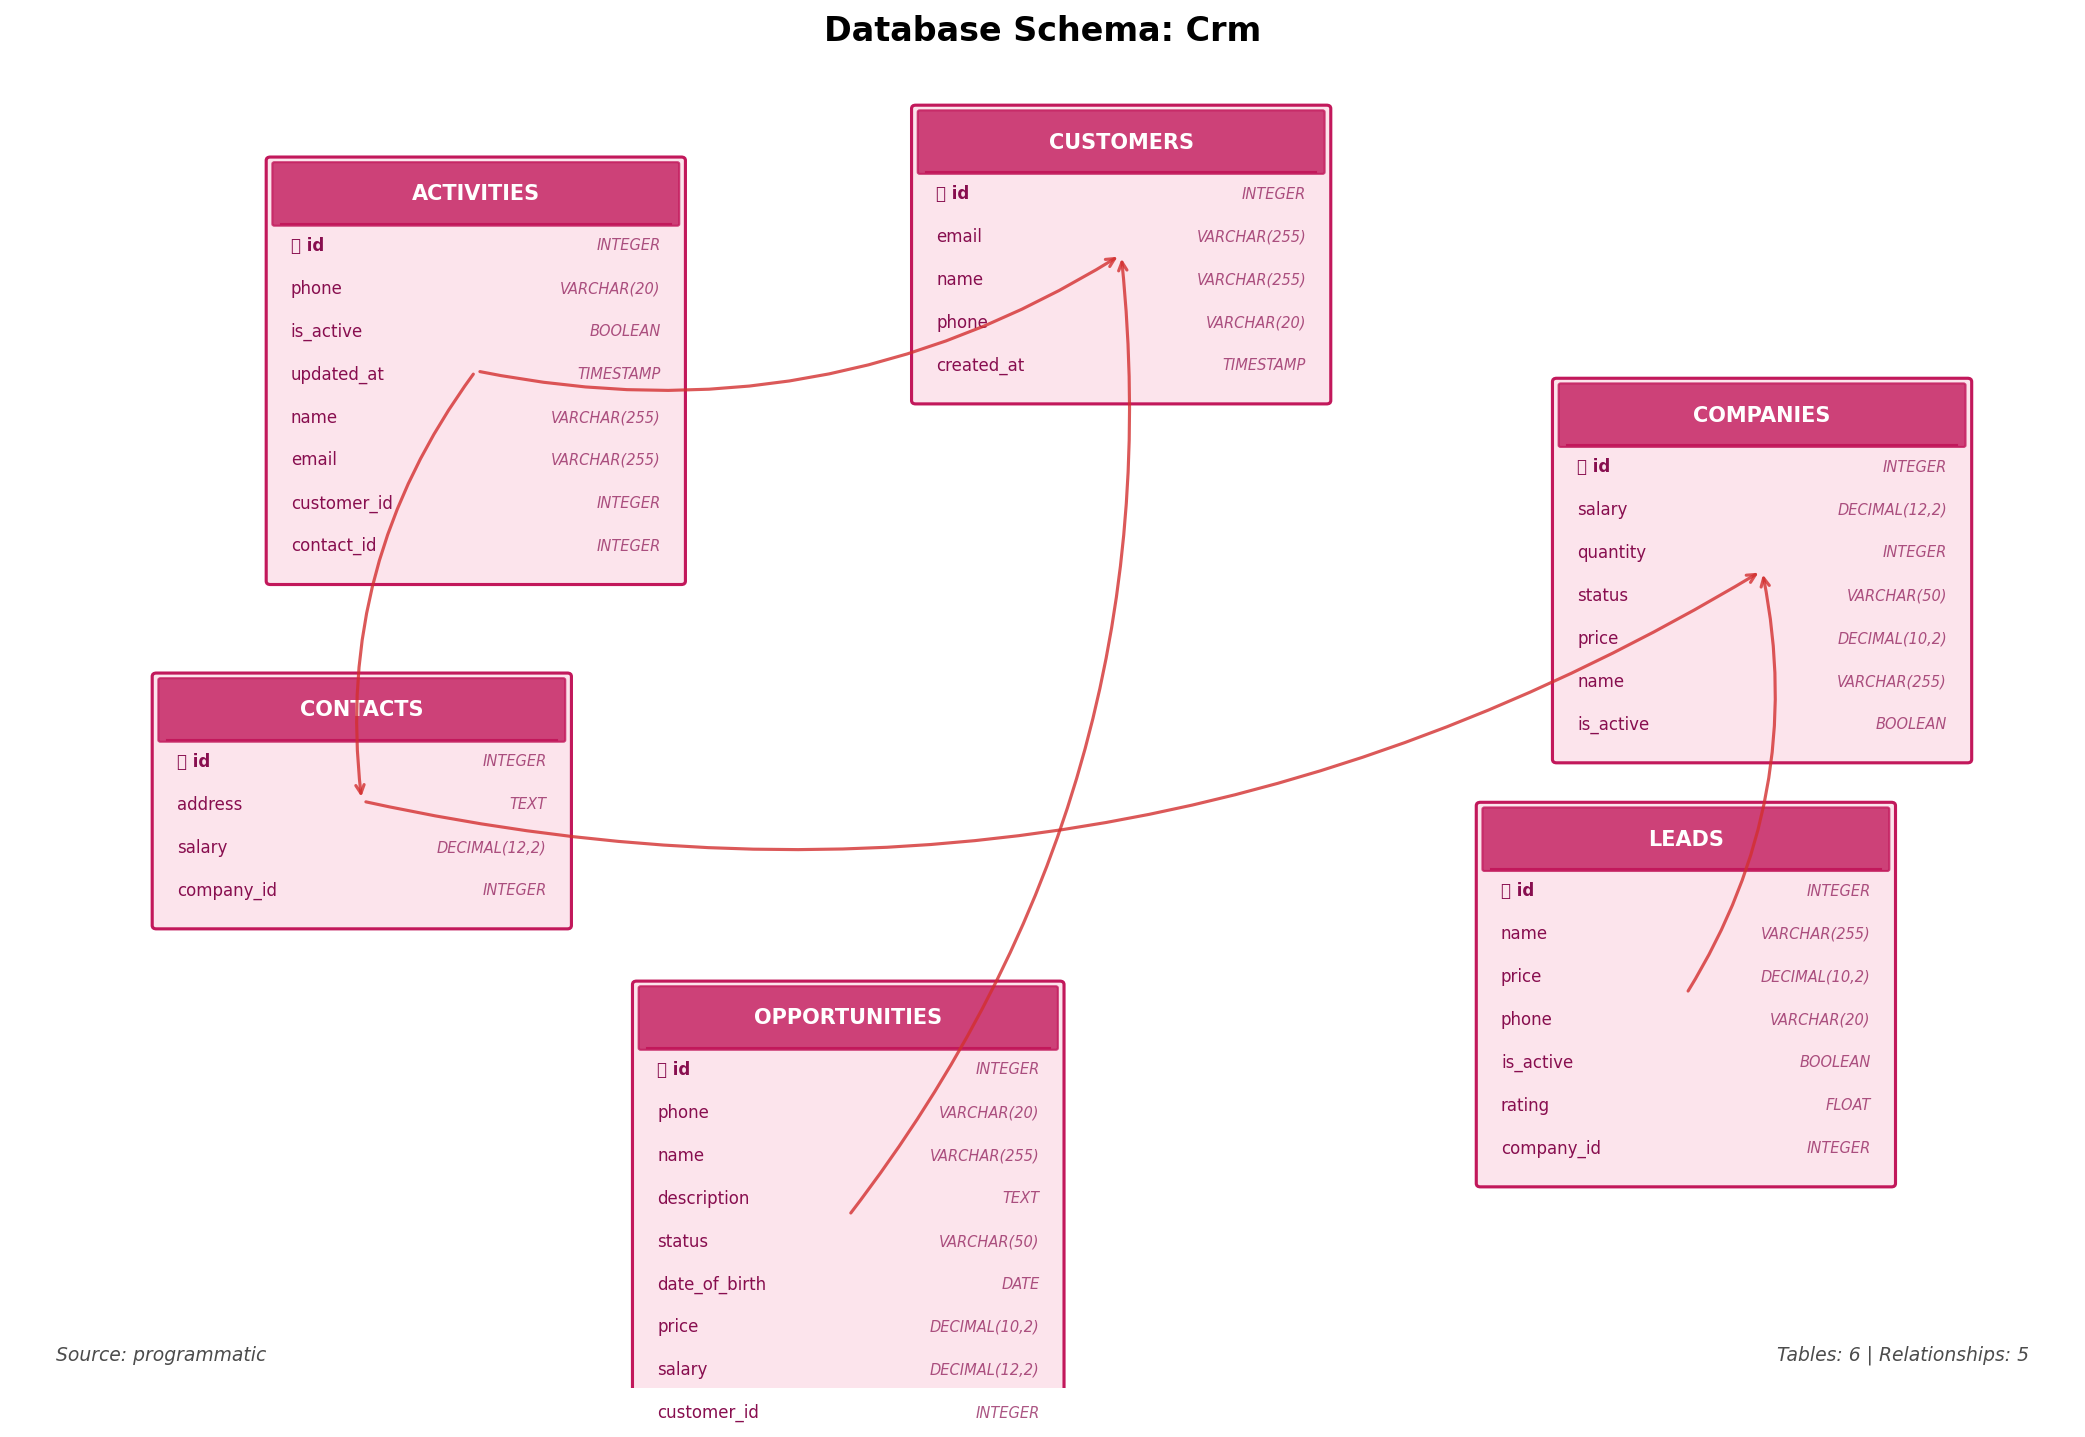 Database Schema: Crm
CUSTOMERS
id INTEGER
email VARCHAR(255)
name VARCHAR(255)
phone VARCHAR(20)
created_at TIMESTAMP
ACTIVITIES
id INTEGER
phone VARCHAR(20)
is_active BOOLEAN
updated_at TIMESTAMP
name VARCHAR(255)
email VARCHAR(255)
customer_id INTEGER
contact_id INTEGER
COMPANIES
id INTEGER
salary DECIMAL(12,2)
quantity INTEGER
status VARCHAR(50)
price DECIMAL(10,2)
name VARCHAR(255)
is_active BOOLEAN
CONTACTS
id INTEGER
address TEXT
salary DECIMAL(12,2)
company_id INTEGER
LEADS
id INTEGER
name VARCHAR(255)
price DECIMAL(10,2)
phone VARCHAR(20)
is_active BOOLEAN
rating FLOAT
company_id INTEGER
OPPORTUNITIES
id INTEGER
phone VARCHAR(20)
name VARCHAR(255)
description TEXT
status VARCHAR(50)
date_of_birth DATE
price DECIMAL(10,2)
salary DECIMAL(12,2)
customer_id INTEGER
Source: programmatic
Tables: 6 | Relationships: 5